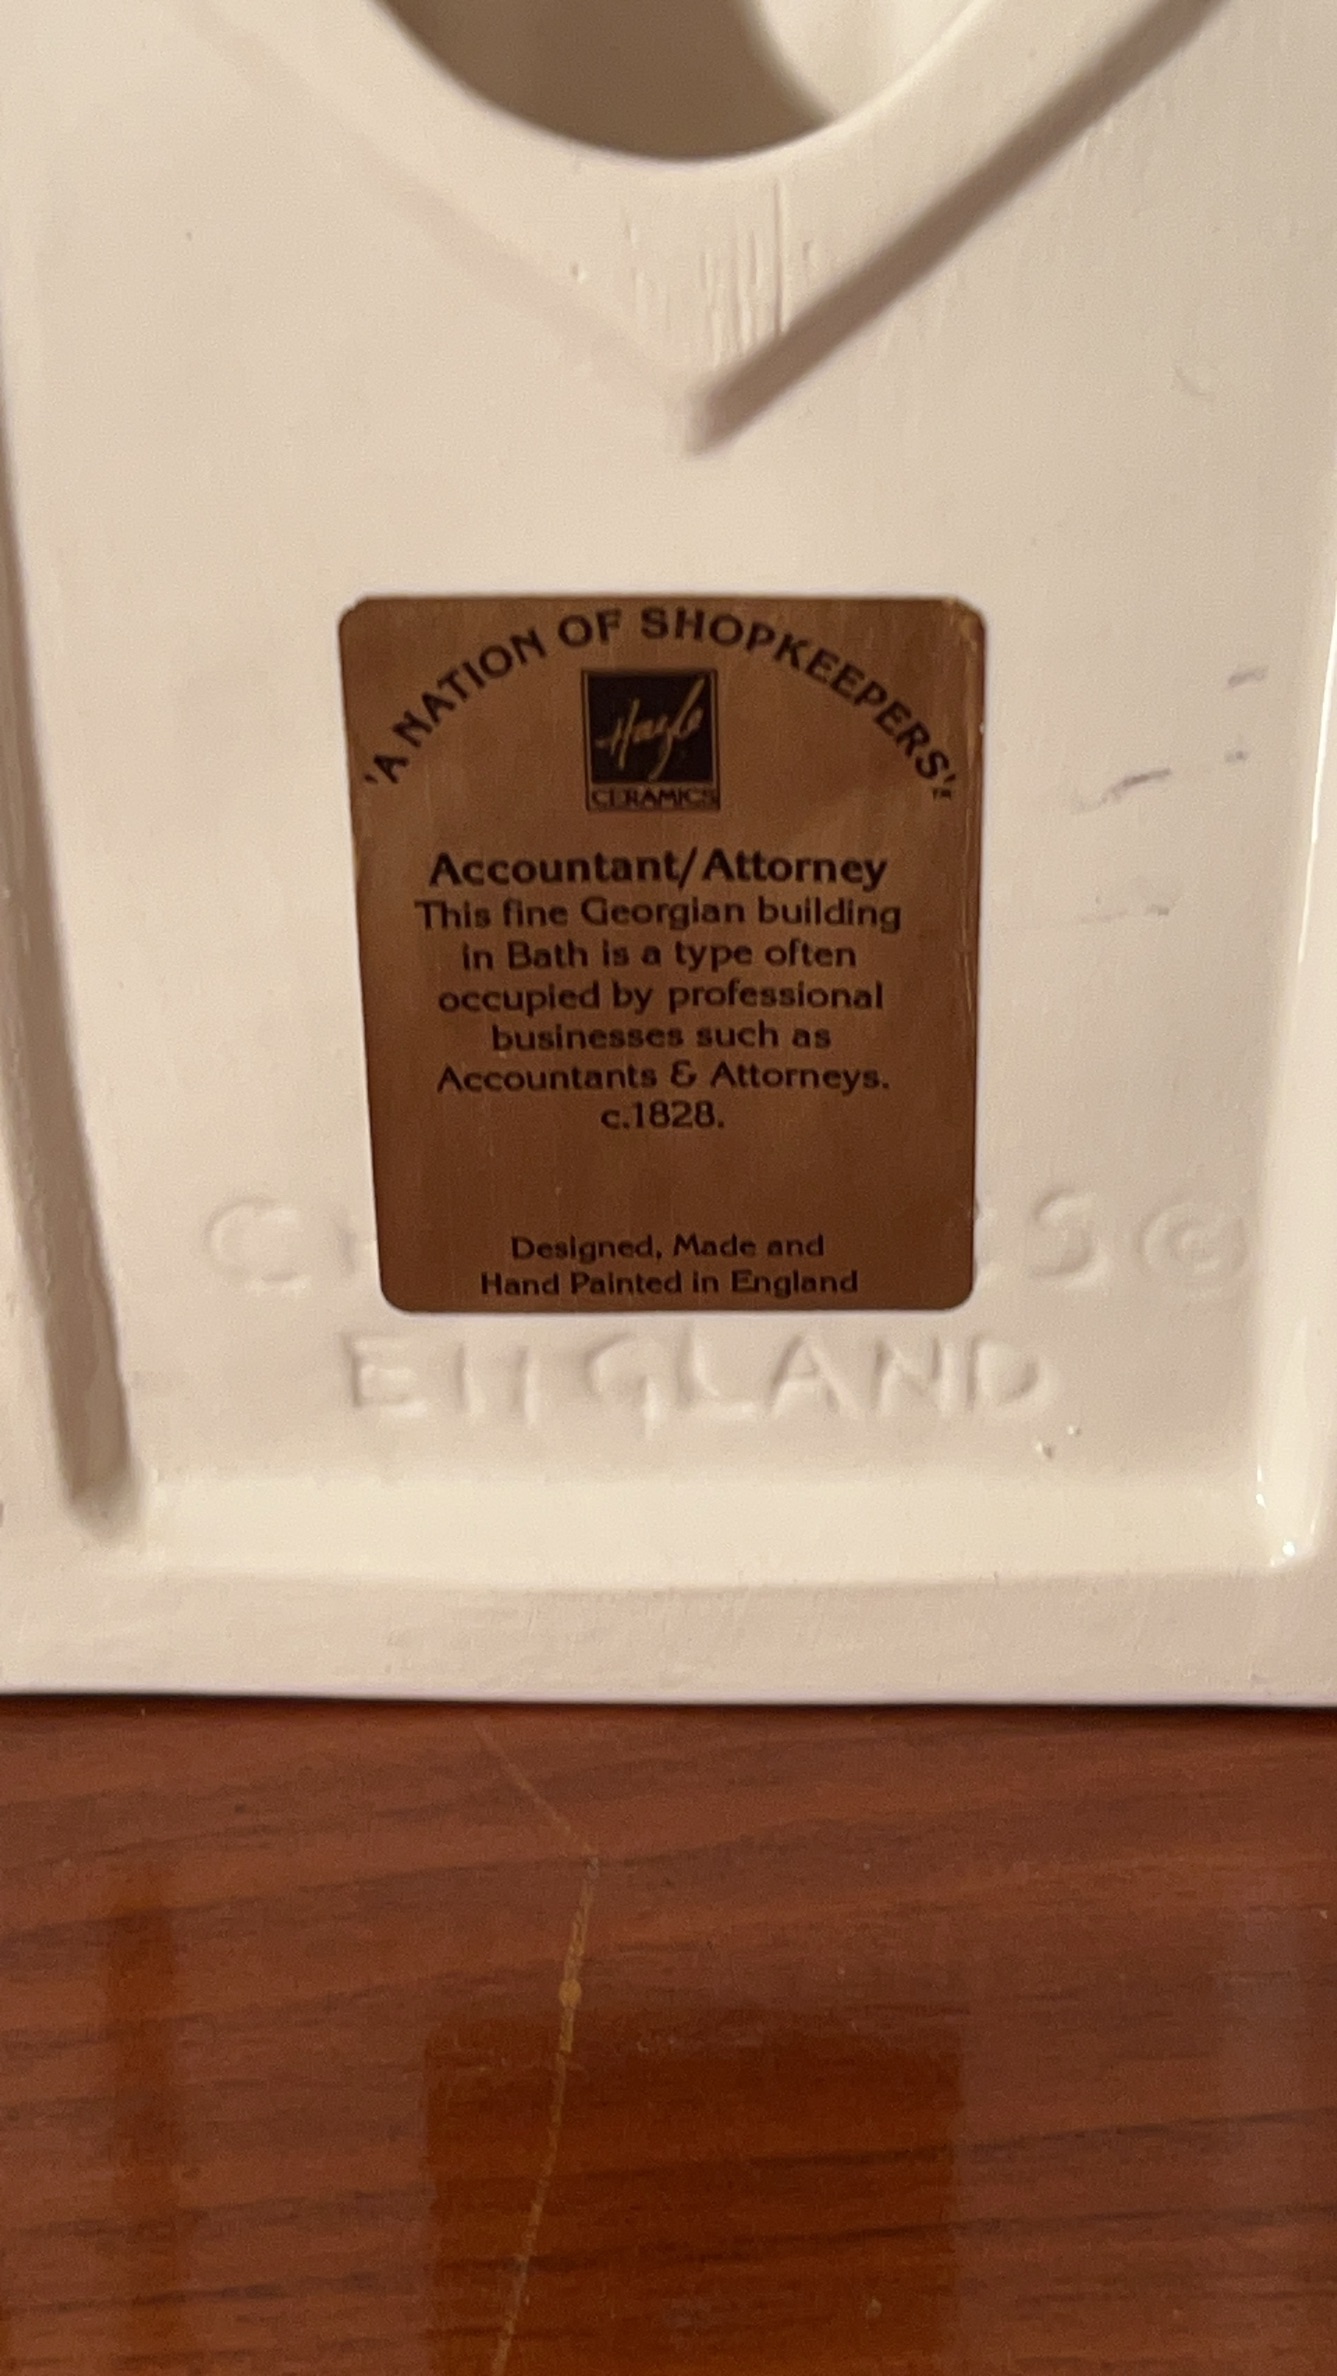 'A NATION OF SHOPKEEPERS'™
Hazle
CERAMICS
Accountant/Attorney
This fine Georgian building
in Bath is a type often
occupied by professional
businesses such as
Accountants & Attorneys.
c.1828.
Designed, Made and
Hand Painted in England
ENGLAND